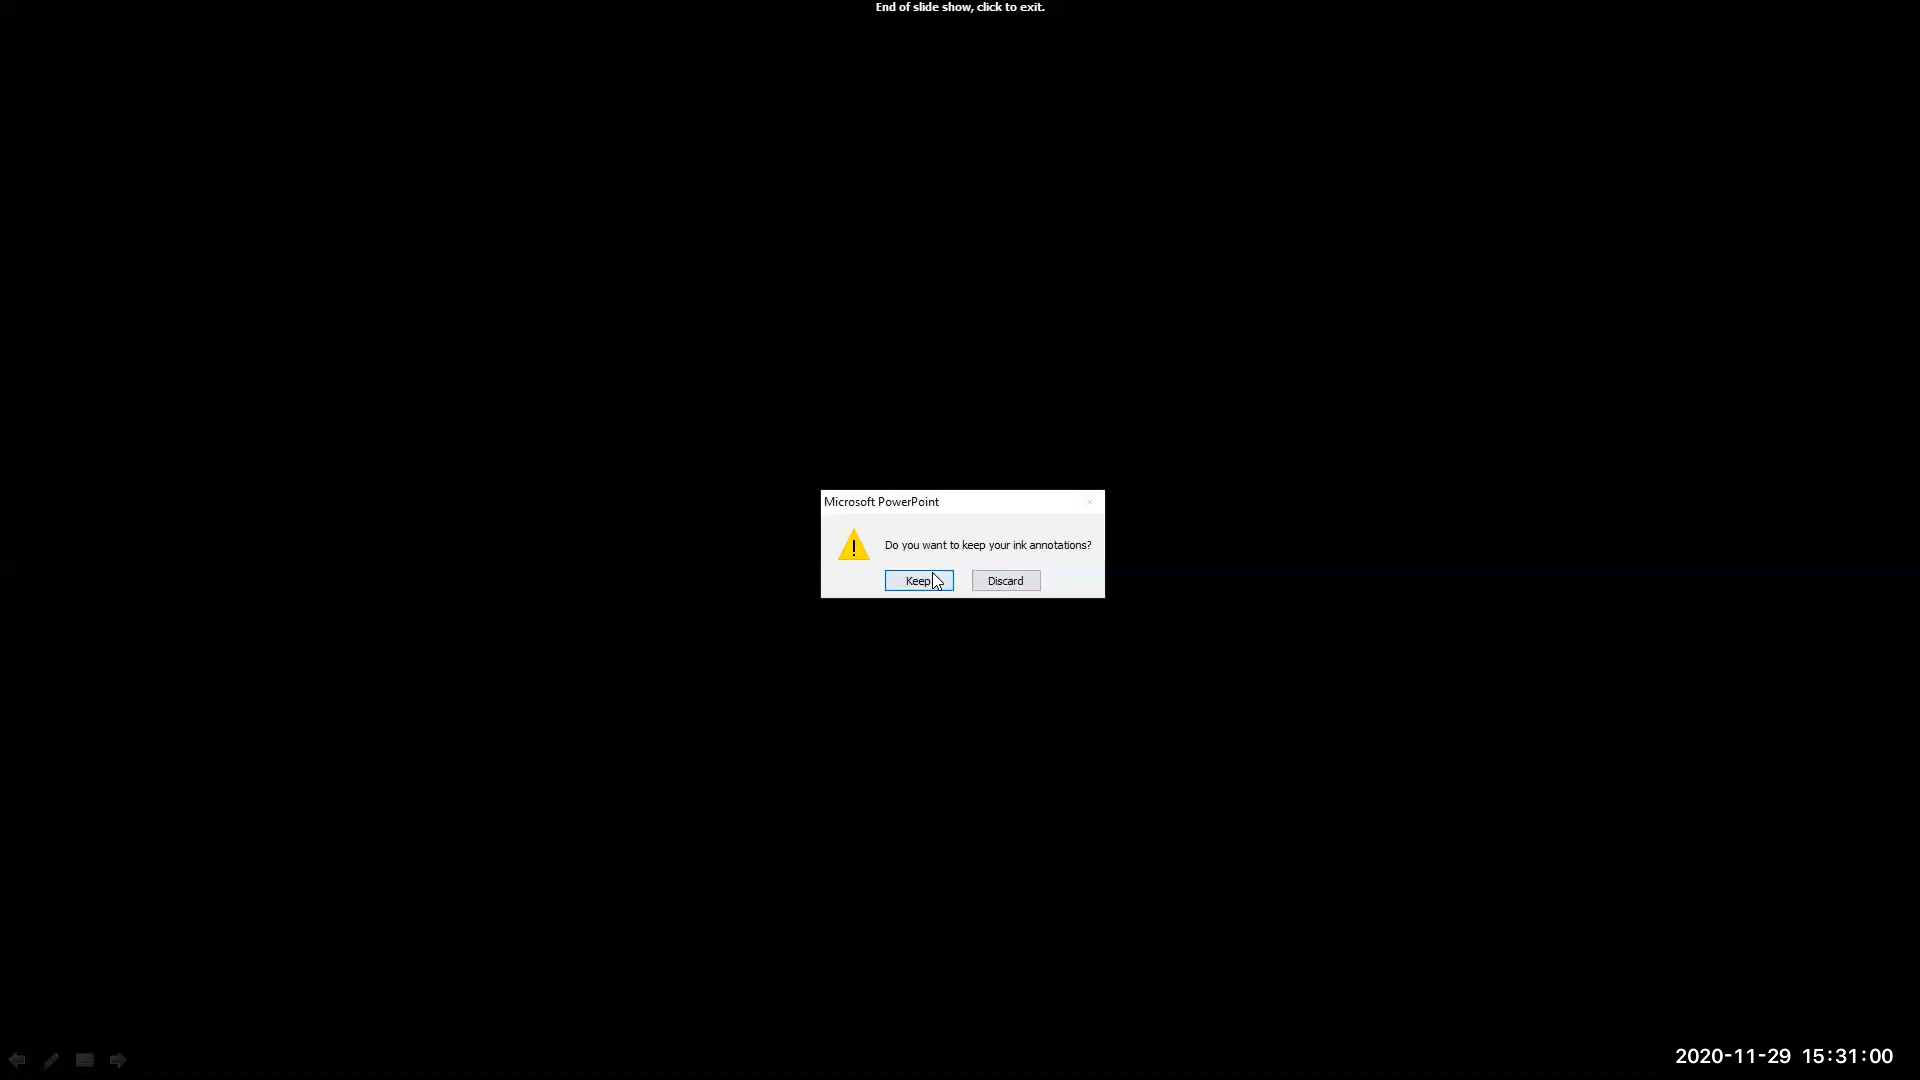 End of slide show, click to exit.
Microsoft PowerPoint
Do you want to keep your ink annotations?
Keep
Discard
2020-11-29 15:31:00